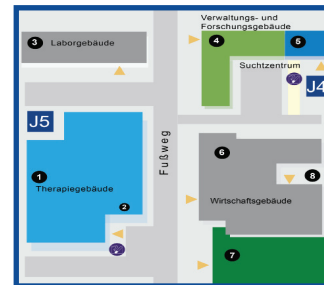 Verwaltungs- und
Forschungsgebäude
3 Laborgebäude
4
5
Suchtzentrum
J4
J5
Fußweg
6
1
Therapiegebäude
2
8
Wirtschaftsgebäude
7